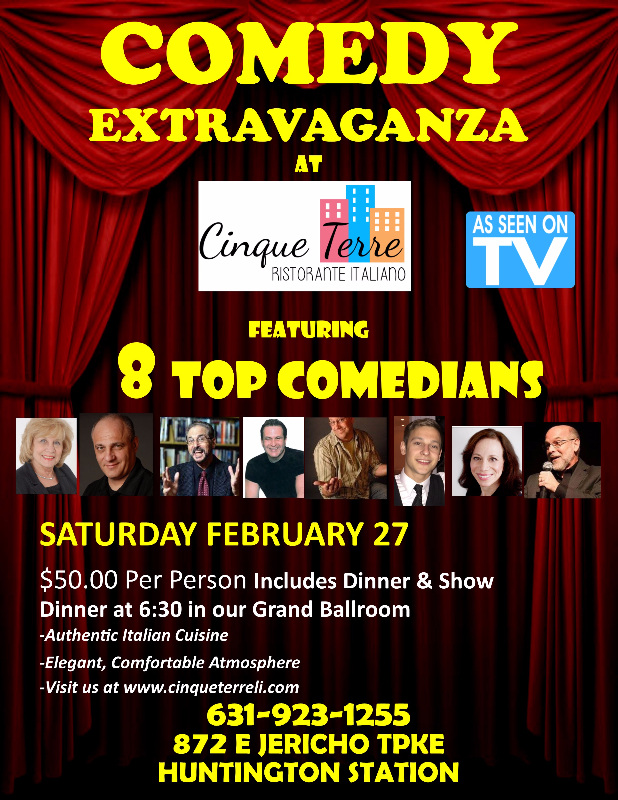 COMEDY
EXTRAVAGANZA
AT
Cinque Terre
RISTORANTE ITALIANO
AS SEEN ON
TV
FEATURING
8 TOP COMEDIANS
SATURDAY FEBRUARY 27
$50.00 Per Person Includes Dinner & Show
Dinner at 6:30 in our Grand Ballroom
-Authentic Italian Cuisine
-Elegant, Comfortable Atmosphere
-Visit us at www.cinqueterreli.com
631-923-1255
872 E JERICHO TPKE
HUNTINGTON STATION